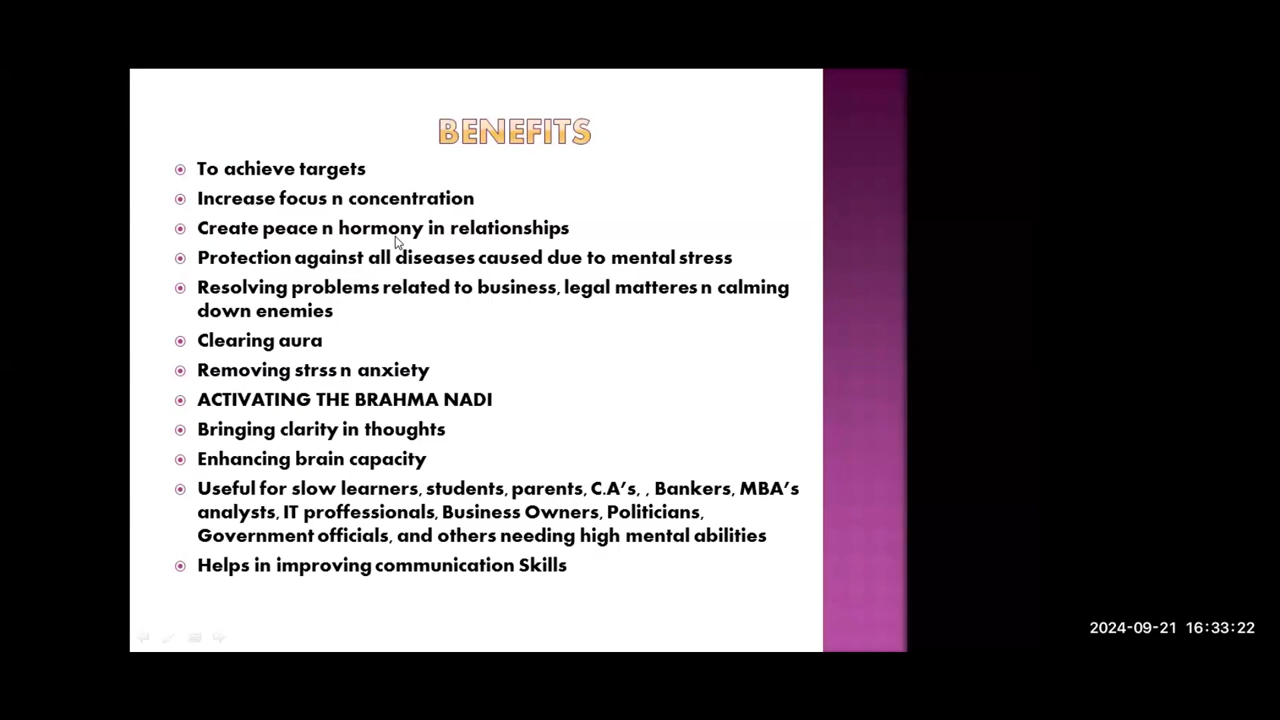 BENEFITS
To achieve targets
Increase focus n concentration
Create peace n hormony in relationships
Protection against all diseases caused due to mental stress
Resolving problems related to business, legal matteres n calming
down enemies
Clearing aura
Removing strss n anxiety
ACTIVATING THE BRAHMA NADI
Bringing clarity in thoughts
Enhancing brain capacity
Useful for slow learners, students, parents, C.A's, , Bankers, MBA's
analysts, IT proffessionals, Business Owners, Politicians,
Government officials, and others needing high mental abilities
Helps in improving communication Skills
2024-09-21 16:33:22